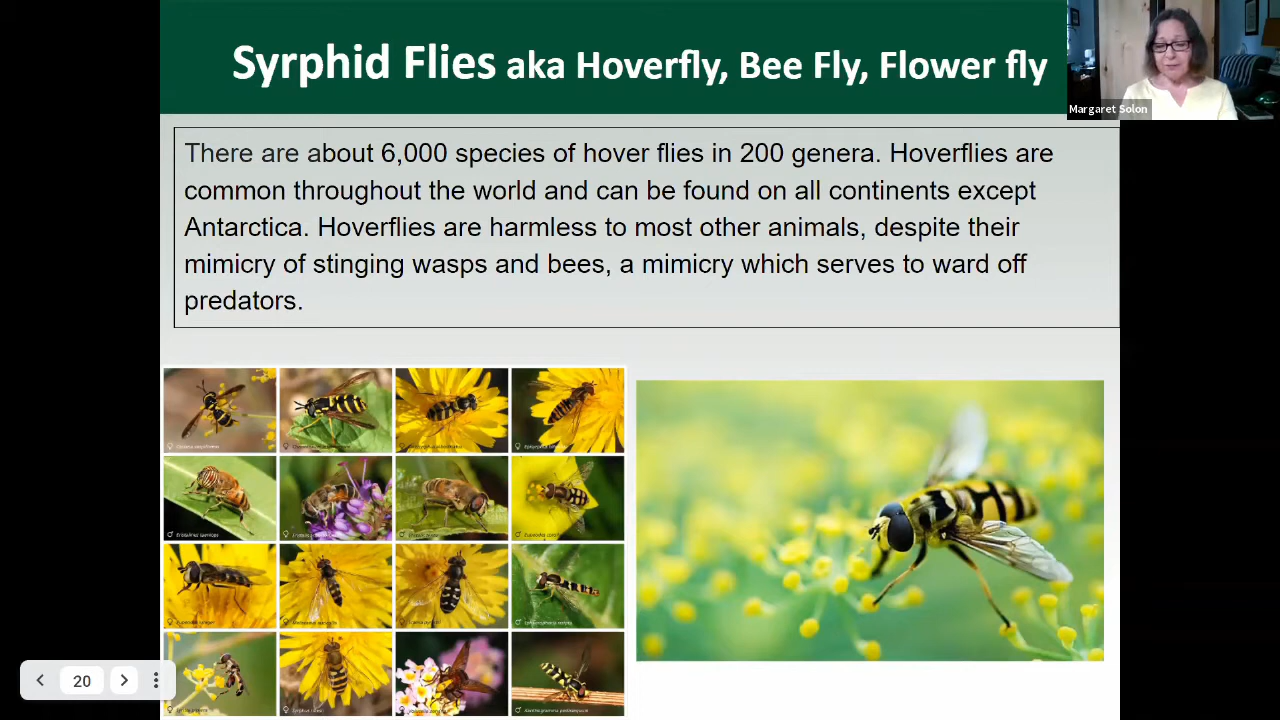 Syrphid Flies aka Hoverfly, Bee Fly, Flower fly
Margaret Solon
There are about 6,000 species of hover flies in 200 genera. Hoverflies are
common throughout the world and can be found on all continents except
Antarctica. Hoverflies are harmless to most other animals, despite their
mimicry of stinging wasps and bees, a mimicry which serves to ward off
predators.
20